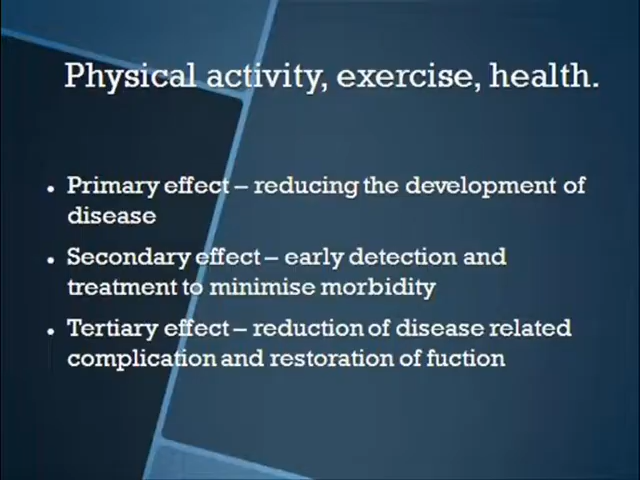 Physical activity, exercise, health.
• Primary effect – reducing the development of
disease
• Secondary effect – early detection and
treatment to minimise morbidity
• Tertiary effect – reduction of disease related
complication and restoration of fuction